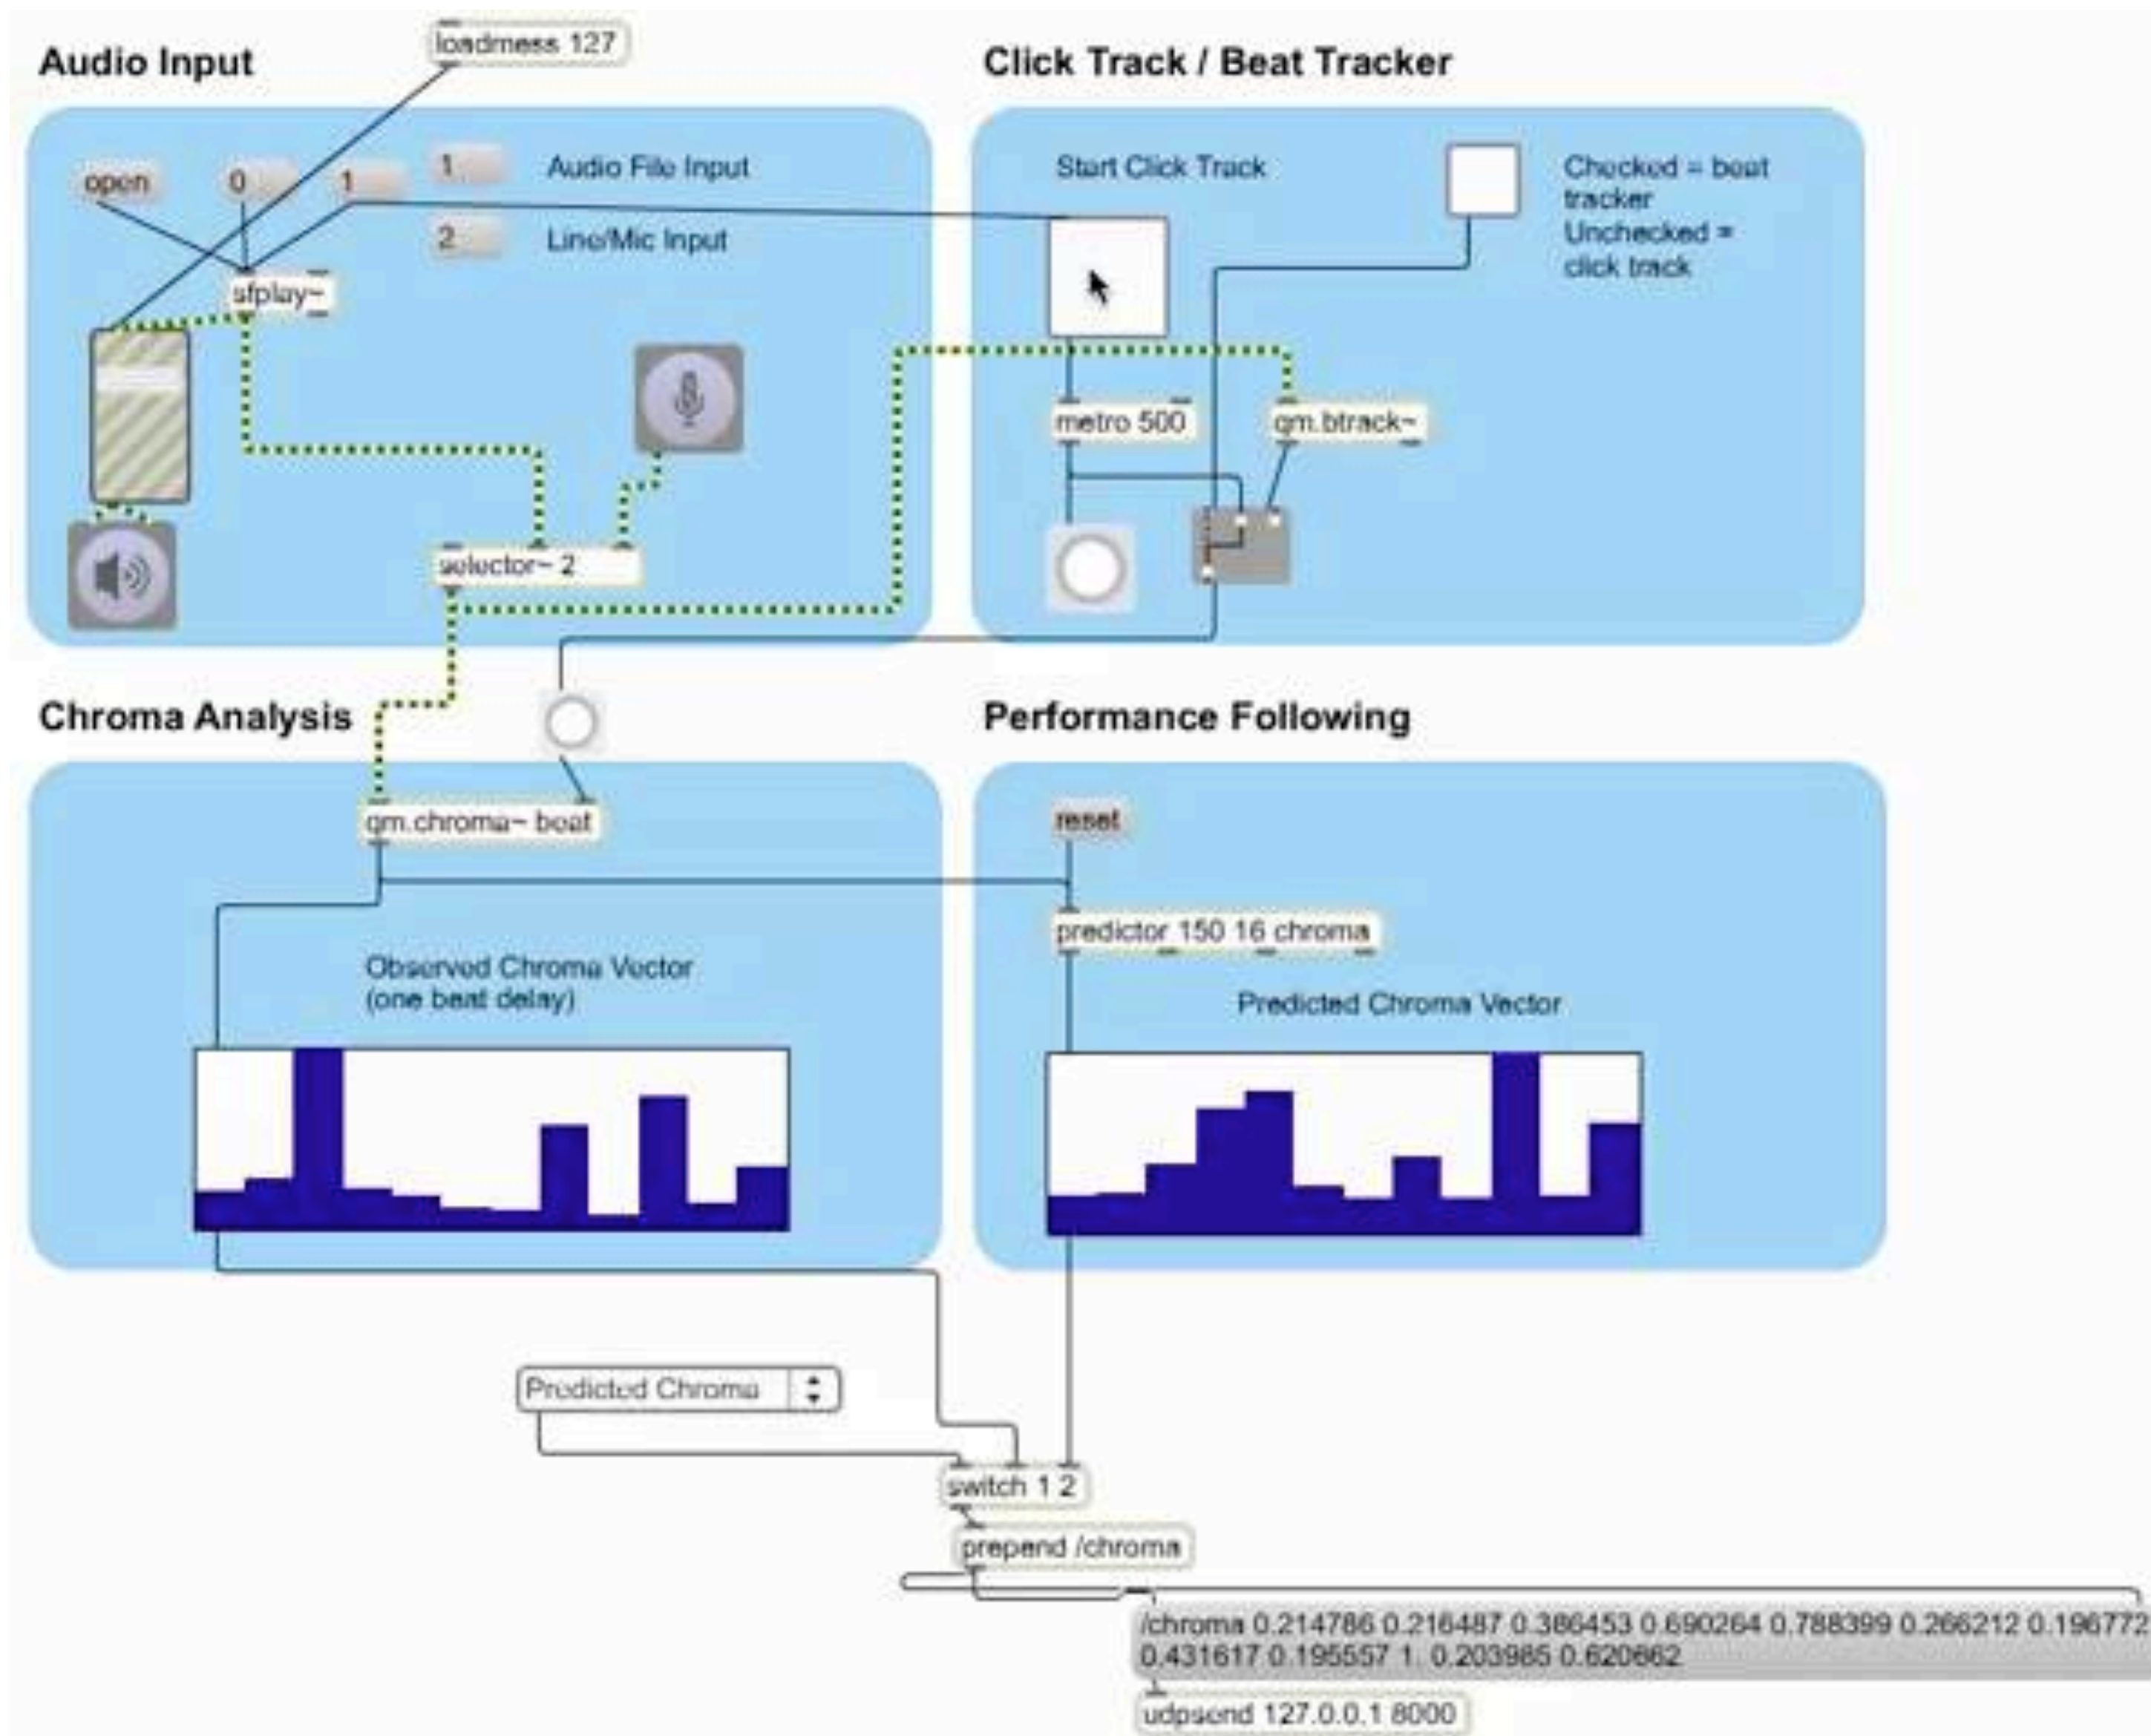 loadmess 127
Audio Input
open
0
1
1
Audio File Input
2
Line/Mic Input
sfplay~
selector~ 2
Click Track / Beat Tracker
Start Click Track
Checked = beat
tracker
Unchecked =
click track
metro 500
qm.btrack~
Chroma Analysis
qm.chroma~ beat
Observed Chroma Vector
(one beat delay)
Performance Following
reset
predictor 150 16 chroma
Predicted Chroma Vector
Predicted Chroma
switch 1 2
prepend /chroma
/chroma 0.214786 0.216487 0.386453 0.690264 0.788399 0.266212 0.196772
0.431617 0.195557 1. 0.203985 0.620662
udpsend 127.0.0.1 8000